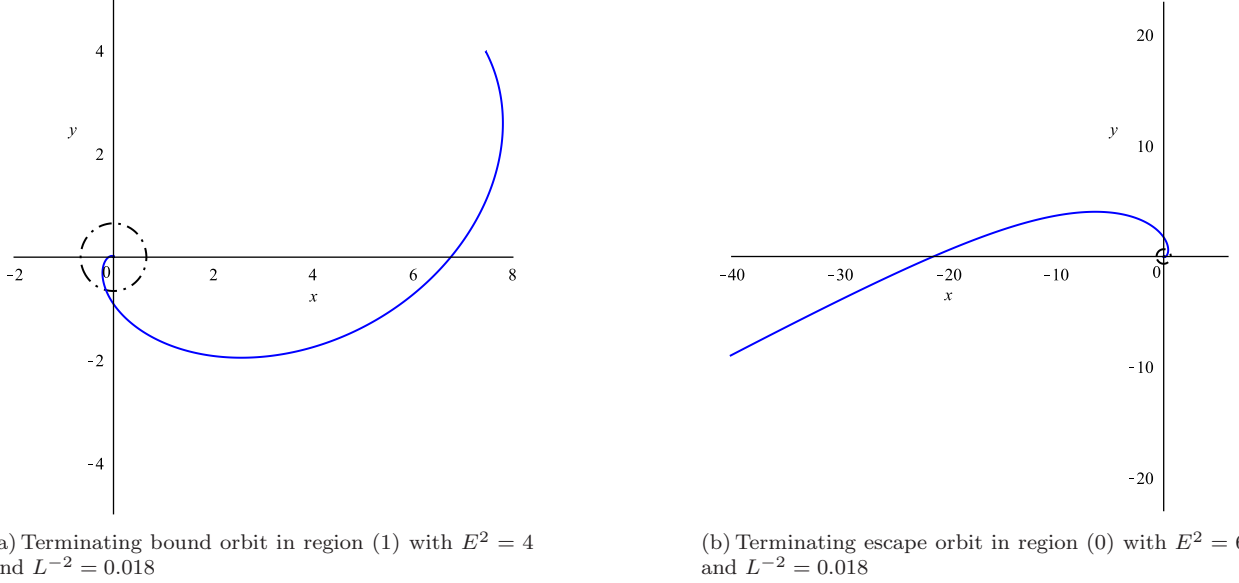 4
y
2
-2
0
2
4
6
8
x
-2
-4
a) Terminating bound orbit in region (1) with E² = 4
nd L⁻² = 0.018
20
y
10
-40
-30
-20
-10
0
x
-10
-20
(b) Terminating escape orbit in region (0) with E² = 6
and L⁻² = 0.018